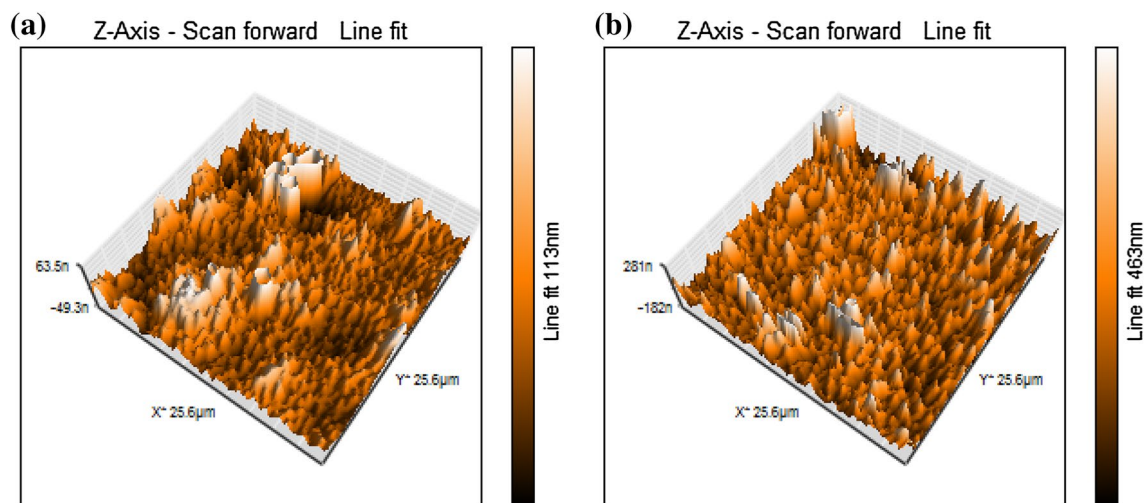 (a)
Z-Axis - Scan forward Line fit
63.5n
-49.3n
X* 25.6µm
Y* 25.6µm
Line fit 113nm
(b)
Z-Axis - Scan forward Line fit
281n
-182n
X* 25.6µm
Y* 25.6µm
Line fit 463nm